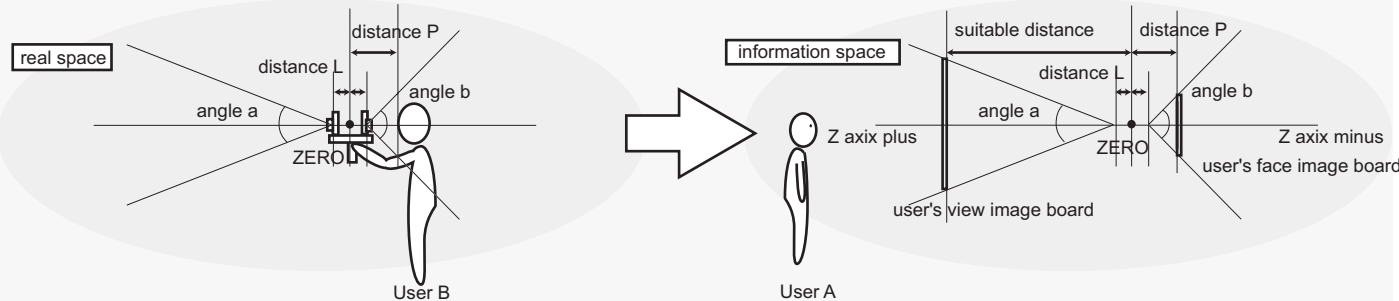 distance P
real space
distance L
angle a
angle b
ZERO
User B
suitable distance
distance P
information space
distance L
angle a
angle b
Z axix plus
ZERO
Z axix minus
user's face image board
user's view image board
User A